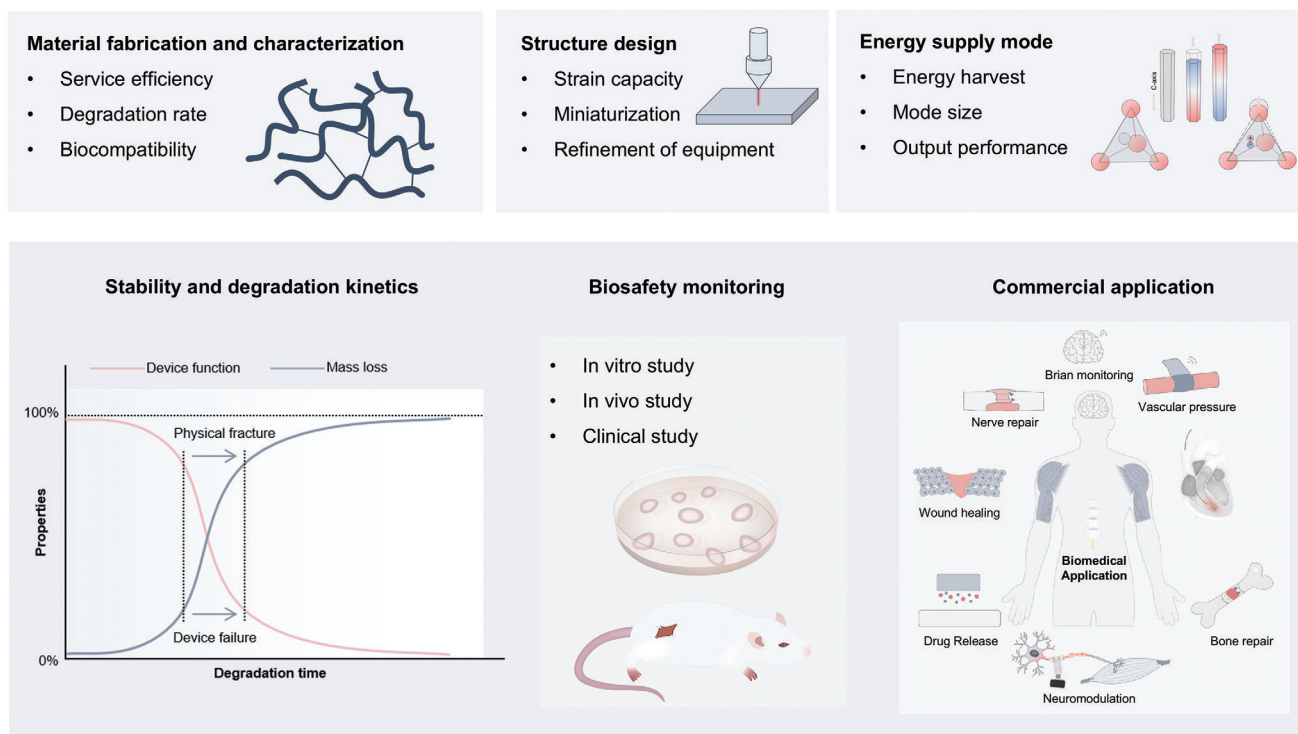 Material fabrication and characterization
• Service efficiency
• Degradation rate
• Biocompatibility
Structure design
• Strain capacity
• Miniaturization
• Refinement of equipment
Energy supply mode
• Energy harvest
• Mode size
• Output performance
C-axis
Stability and degradation kinetics
Device function
Mass loss
100%
Physical fracture
Properties
Device failure
0%
Degradation time
Biosafety monitoring
• In vitro study
• In vivo study
• Clinical study
Commercial application
Brian monitoring
Vascular pressure
Nerve repair
Wound healing
Biomedical
Application
Drug Release
Bone repair
Neuromodulation